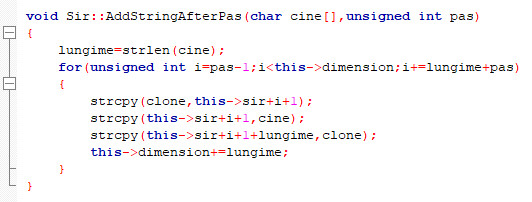 void Sir::AddStringAfterPas(char cine[],unsigned int pas)
{
lungime=strlen(cine);
for(unsigned int i=pas-1;i<this->dimension;i+=lungime+pas)
{
strcpy(clone,this->sir+i+1);
strcpy(this->sir+i+1,cine);
strcpy(this->sir+i+1+lungime,clone);
this->dimension+=lungime;
}
}